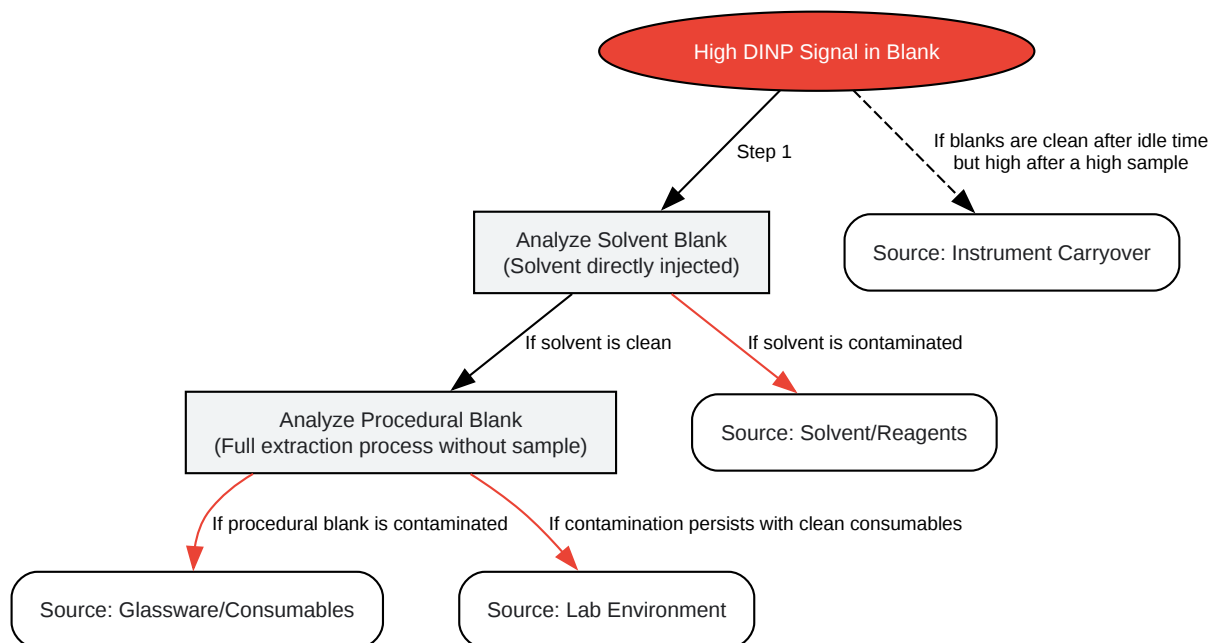 High DINP Signal in Blank
Step 1
If blanks are clean after idle time
but high after a high sample
Analyze Solvent Blank
(Solvent directly injected)
Source: Instrument Carryover
If solvent is clean
If solvent is contaminated
Analyze Procedural Blank
(Full extraction process without sample)
Source: Solvent/Reagents
If procedural blank is contaminated
If contamination persists with clean consumables
Source: Glassware/Consumables
Source: Lab Environment